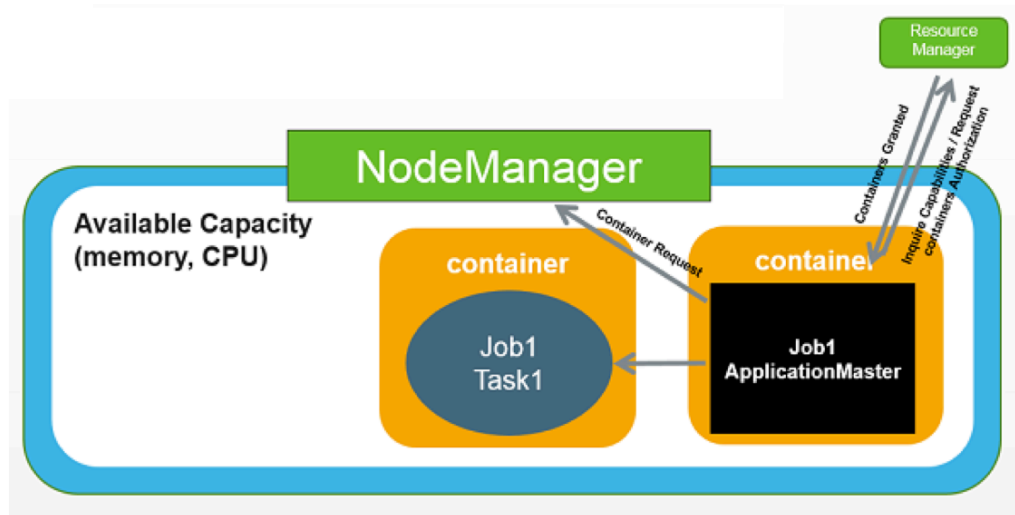 Resource
Manager
Containers Granted
Inquire Capabilities / Request
containers Authorization
NodeManager
Available Capacity
(memory, CPU)
Container Request
container
container
Job1
Task1
Job1
ApplicationMaster